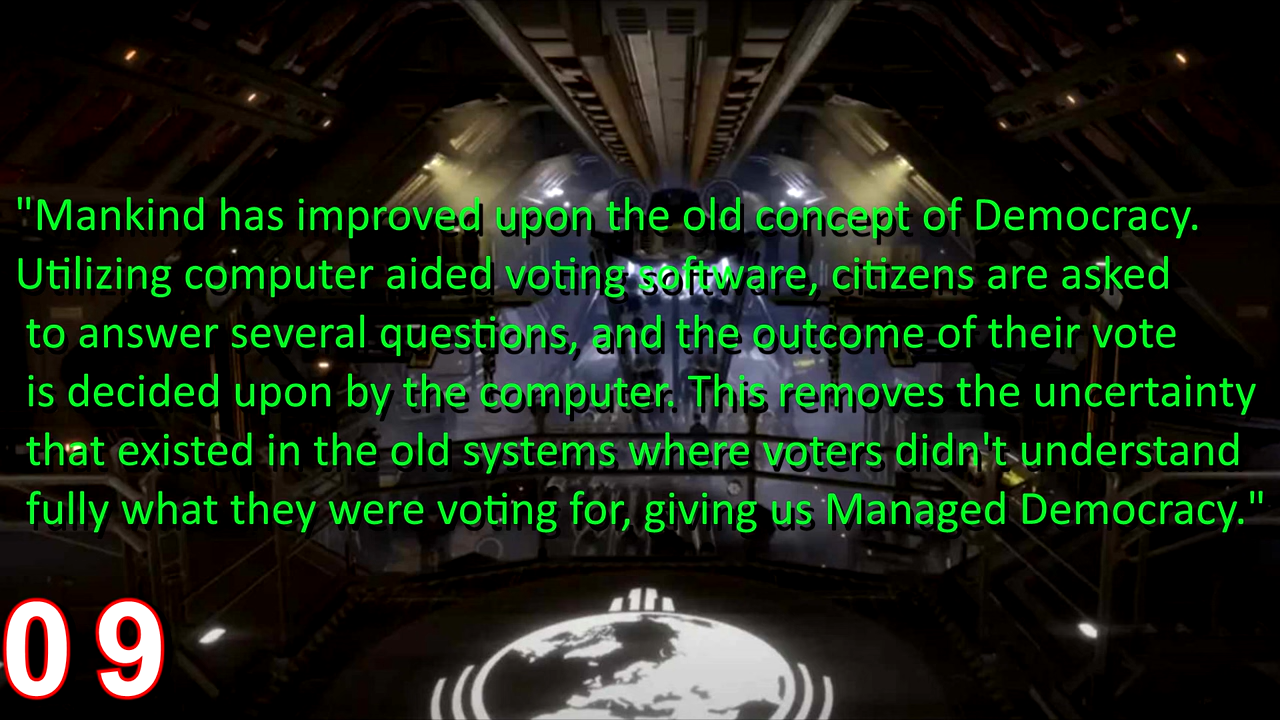 "Mankind has improved upon the old concept of Democracy.
Utilizing computer aided voting software, citizens are asked
to answer several questions, and the outcome of their vote
is decided upon by the computer. This removes the uncertainty
that existed in the old systems where voters didn't understand
fully what they were voting for, giving us Managed Democracy."
09